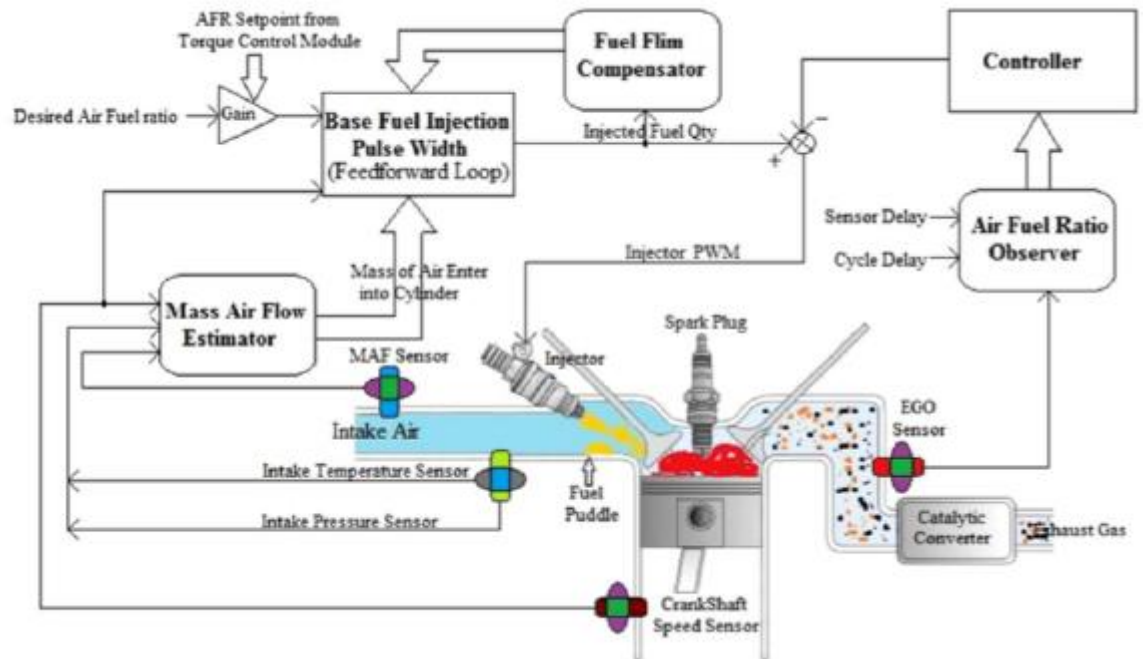 AFR Setpoint from
Torque Control Module
Desired Air Fuel ratio
Gain
Base Fuel Injection
Pulse Width
(Feedforward Loop)
Fuel Flim
Compensator
Injected Fuel Qty
Controller
-
+
Sensor Delay
Cycle Delay
Air Fuel Ratio
Observer
Injector PWM
Mass of Air Enter
into Cylinder
Mass Air Flow
Estimator
MAF Sensor
Injector
Spark Plug
EGO
Sensor
Intake Air
Intake Temperature Sensor
Intake Pressure Sensor
Fuel
Puddle
Catalytic
Converter
Exhaust Gas
CrankShaft
Speed Sensor